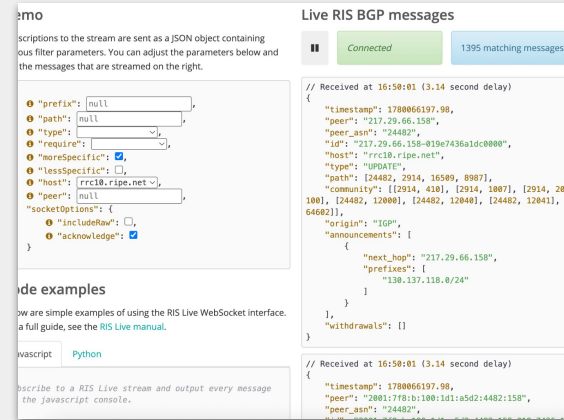 emo
scriptions to the stream are sent as a JSON object containing
ous filter parameters. You can adjust the parameters below and
the messages that are streamed on the right.
"prefix": null,
"path": null,
"type": ,
"require": ,
"moreSpecific": ,
"lessSpecific": ,
"host": rrc10.ripe.net,
"peer": null,
"socketOptions": {
"includeRaw": ,
"acknowledge":
}
de examples
ow are simple examples of using the RIS Live WebSocket interface.
a full guide, see the RIS Live manual.
avascript Python
bscribe to a RIS Live stream and output every message
the javascript console.
Live RIS BGP messages
Connected 1395 matching messages
// Received at 16:50:01 (3.14 second delay)
{
"timestamp": 1780066197.98,
"peer": "217.29.66.158",
"peer_asn": "24482",
"id": "217.29.66.158-019e7436a1dc0000",
"host": "rrc10.ripe.net",
"type": "UPDATE",
"path": [24482, 2914, 16509, 8987],
"community": [[2914, 410], [2914, 1007], [2914, 20
100], [24482, 12000], [24482, 12040], [24482, 12041],
64602]],
"origin": "IGP",
"announcements": [
{
"next_hop": "217.29.66.158",
"prefixes": [
"130.137.118.0/24"
]
}
],
"withdrawals": []
}
// Received at 16:50:01 (3.14 second delay)
{
"timestamp": 1780066197.98,
"peer": "2001:7f8:b:100:1d1:a5d2:4482:158",
"peer_asn": "24482",